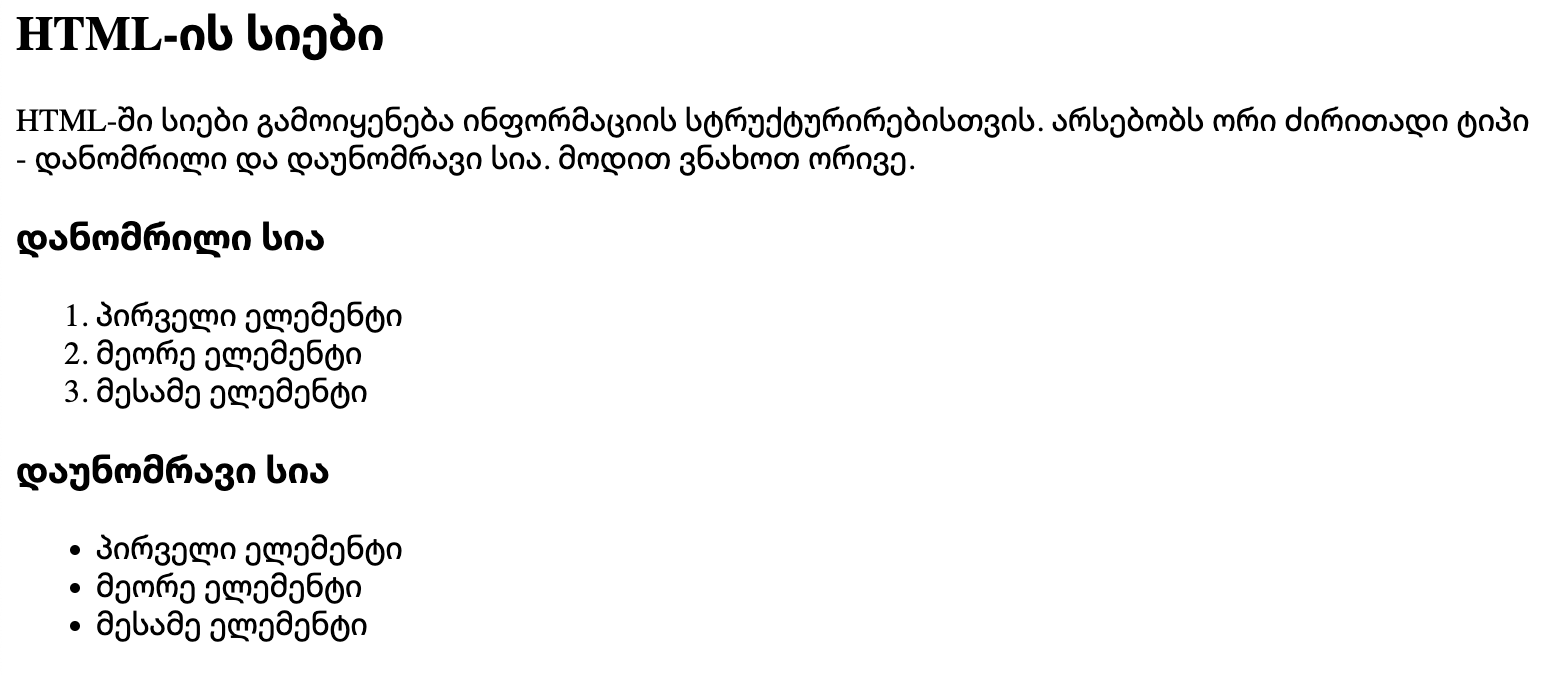 HTML-ის სიები
HTML-ში სიები გამოიყენება ინფორმაციის სტრუქტურირებისთვის. არსებობს ორი ძირითადი ტიპი
- დანომრილი და დაუნომრავი სია. მოდით ვნახოთ ორივე.
დანომრილი სია
1. პირველი ელემენტი
2. მეორე ელემენტი
3. მესამე ელემენტი
დაუნომრავი სია
• პირველი ელემენტი
• მეორე ელემენტი
• მესამე ელემენტი